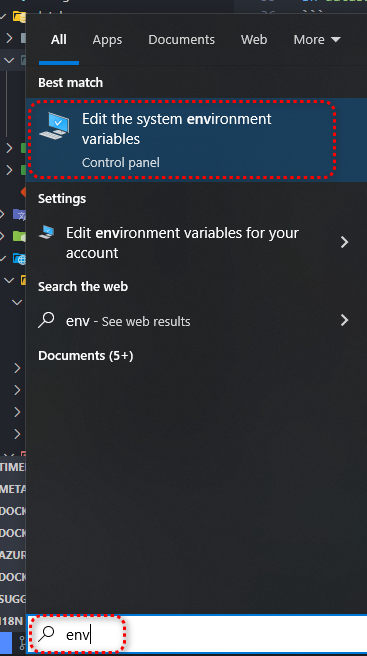 All Apps Documents Web More
Best match
Edit the system environment
variables
Control panel
Settings
Edit environment variables for your
account
Search the web
env - See web results
Documents (5+)
TIME
META
DOCK
DOCK
AZUR
DOCK
SUGG
I18N
env